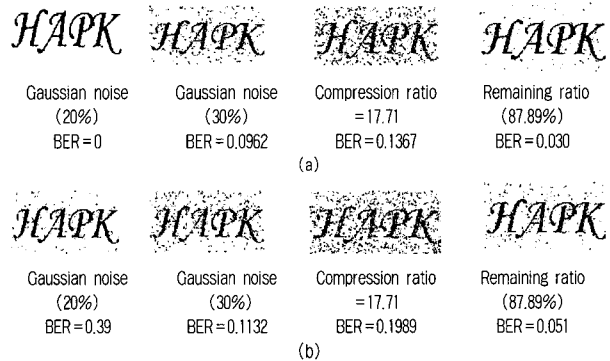 HAPK HAPK HAPK HAPK
Gaussian noise Gaussian noise Compression ratio Remaining ratio
(20%) (30%) =17.71 (87.89%)
BER=0 BER=0.0962 BER=0.1367 BER=0.030
(a)
HAPK HAPK HAPK HAPK
Gaussian noise Gaussian noise Compression ratio Remaining ratio
(20%) (30%) =17.71 (87.89%)
BER=0.39 BER=0.1132 BER=0.1989 BER=0.051
(b)